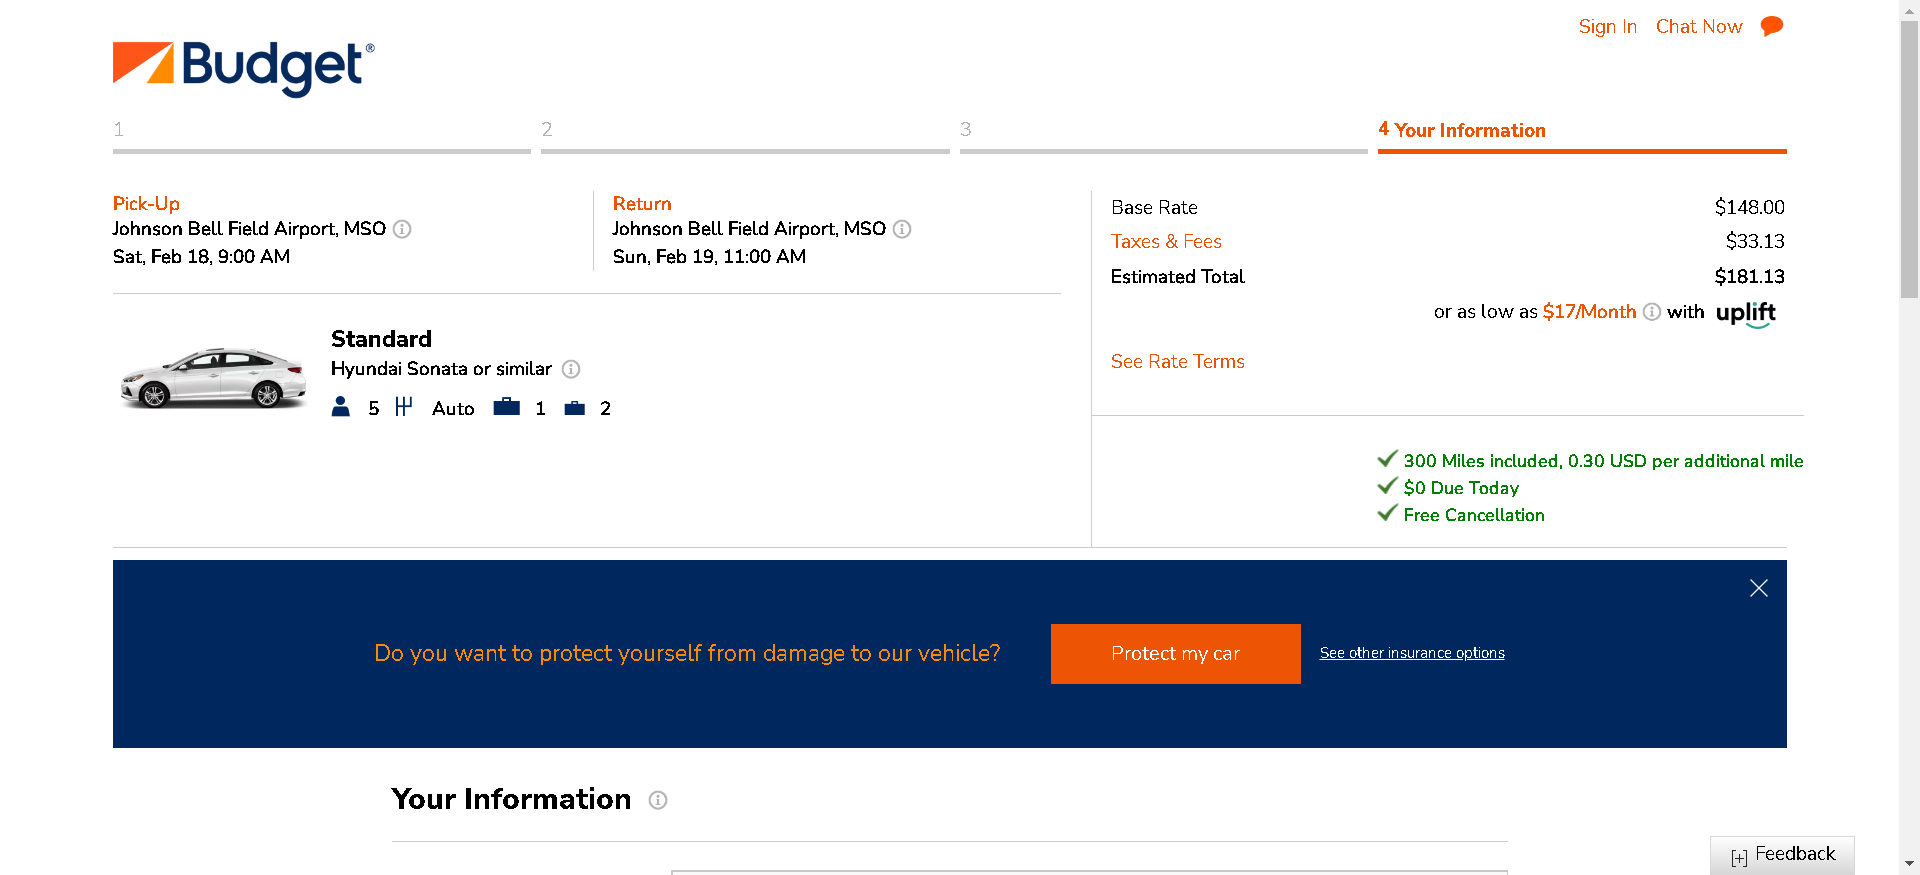 Sign In Chat Now
Budget®
1 2 3 4 Your Information
Pick-Up
Johnson Bell Field Airport, MSO
Sat, Feb 18, 9:00 AM
Return
Johnson Bell Field Airport, MSO
Sun, Feb 19, 11:00 AM
Base Rate $148.00
Taxes & Fees $33.13
Estimated Total $181.13
or as low as $17/Month with uplift
See Rate Terms
Standard
Hyundai Sonata or similar
5 Auto 1 2
300 Miles included, 0.30 USD per additional mile
$0 Due Today
Free Cancellation
Do you want to protect yourself from damage to our vehicle? Protect my car See other insurance options
Your Information
[+] Feedback